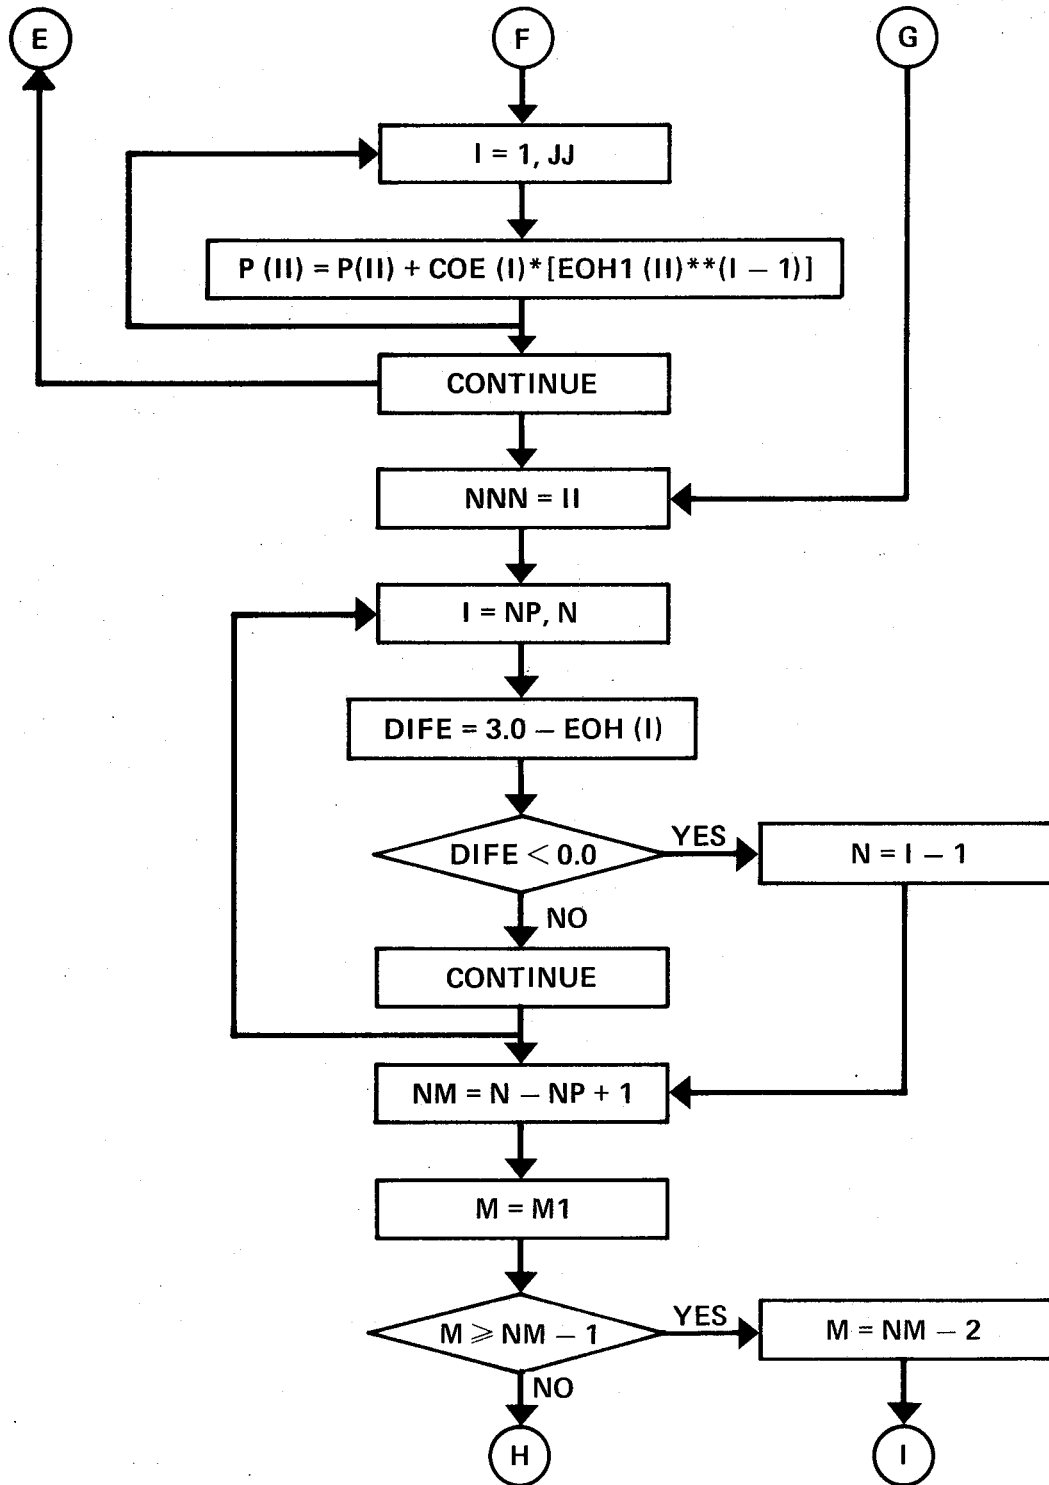 E
F
G
I = 1, JJ
P (II) = P(II) + COE (I)*[EOH1 (II)**(I – 1)]
CONTINUE
NNN = II
I = NP, N
DIFE = 3.0 – EOH (I)
DIFE < 0.0
YES
N = I – 1
NO
CONTINUE
NM = N – NP + 1
M = M1
M ⩾ NM – 1
YES
M = NM – 2
NO
H
I